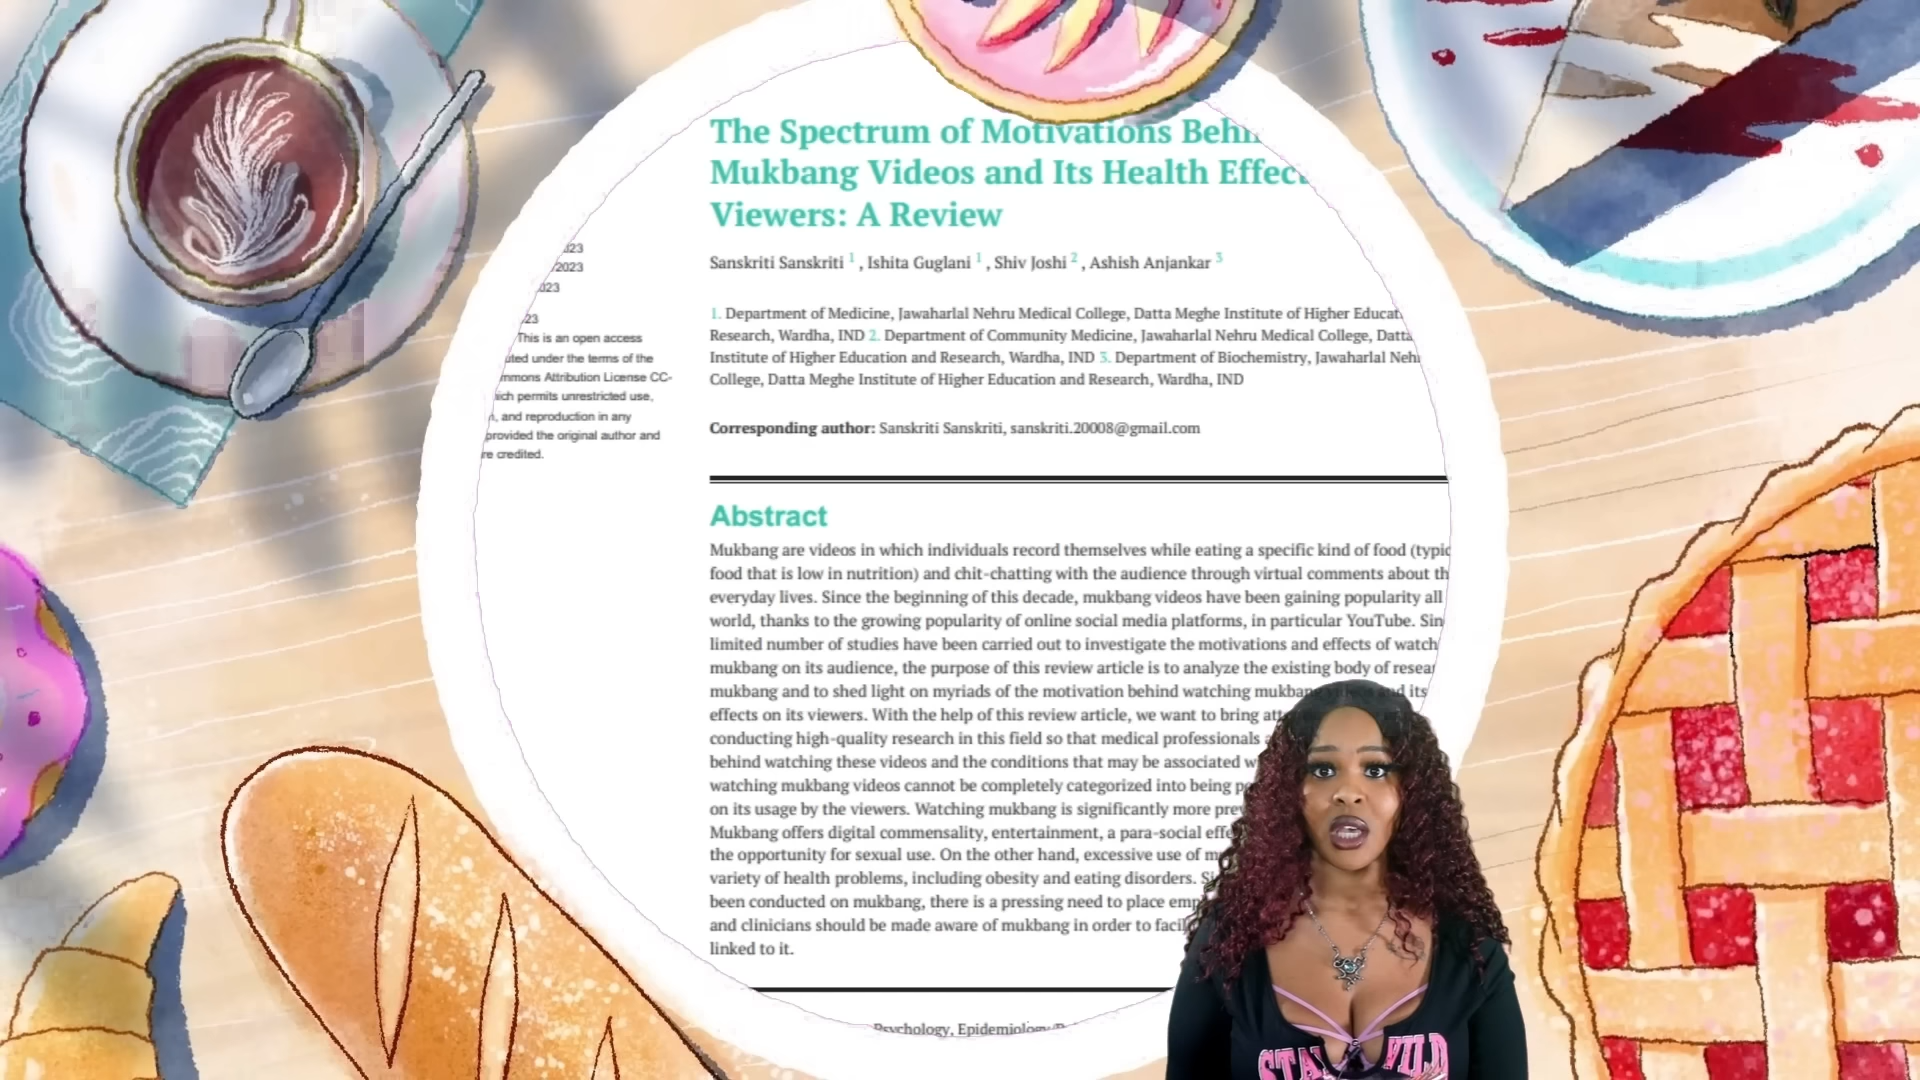 The Spectrum of Motivations Behin
Mukbang Videos and Its Health Effects
Viewers: A Review
Sanskriti Sanskriti 1 , Ishita Guglani 1 , Shiv Joshi 2 , Ashish Anjankar 3
1. Department of Medicine, Jawaharlal Nehru Medical College, Datta Meghe Institute of Higher Educat
Research, Wardha, IND 2. Department of Community Medicine, Jawaharlal Nehru Medical College, Datta
Institute of Higher Education and Research, Wardha, IND 3. Department of Biochemistry, Jawaharlal Neh
College, Datta Meghe Institute of Higher Education and Research, Wardha, IND
Corresponding author: Sanskriti Sanskriti, sanskriti.20008@gmail.com
023
/2023
023
23
This is an open access
uted under the terms of the
mmons Attribution License CC-
ich permits unrestricted use,
, and reproduction in any
provided the original author and
re credited.
Abstract
Mukbang are videos in which individuals record themselves while eating a specific kind of food (typic
food that is low in nutrition) and chit-chatting with the audience through virtual comments about th
everyday lives. Since the beginning of this decade, mukbang videos have been gaining popularity all
world, thanks to the growing popularity of online social media platforms, in particular YouTube. Sin
limited number of studies have been carried out to investigate the motivations and effects of watch
mukbang on its audience, the purpose of this review article is to analyze the existing body of resear
mukbang and to shed light on myriads of the motivation behind watching mukbang videos and its
effects on its viewers. With the help of this review article, we want to bring att
conducting high-quality research in this field so that medical professionals a
behind watching these videos and the conditions that may be associated w
watching mukbang videos cannot be completely categorized into being po
on its usage by the viewers. Watching mukbang is significantly more prev
Mukbang offers digital commensality, entertainment, a para-social effe
the opportunity for sexual use. On the other hand, excessive use of m
variety of health problems, including obesity and eating disorders. Si
been conducted on mukbang, there is a pressing need to place emp
and clinicians should be made aware of mukbang in order to facil
linked to it.
Psychology, Epidemiology/P
STAY WILD